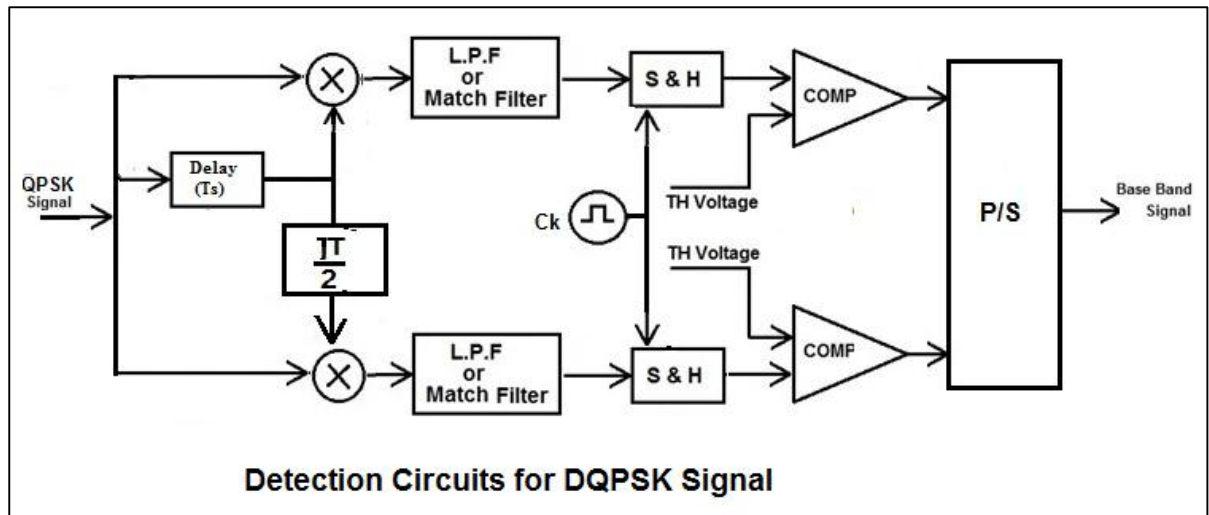 L.P.F
or
Match Filter
S & H
COMP
Delay
(Ts)
QPSK
Signal
TH Voltage
P/S
Base Band
Signal
Ck
π
2
TH Voltage
L.P.F
or
Match Filter
S & H
COMP
Detection Circuits for DQPSK Signal